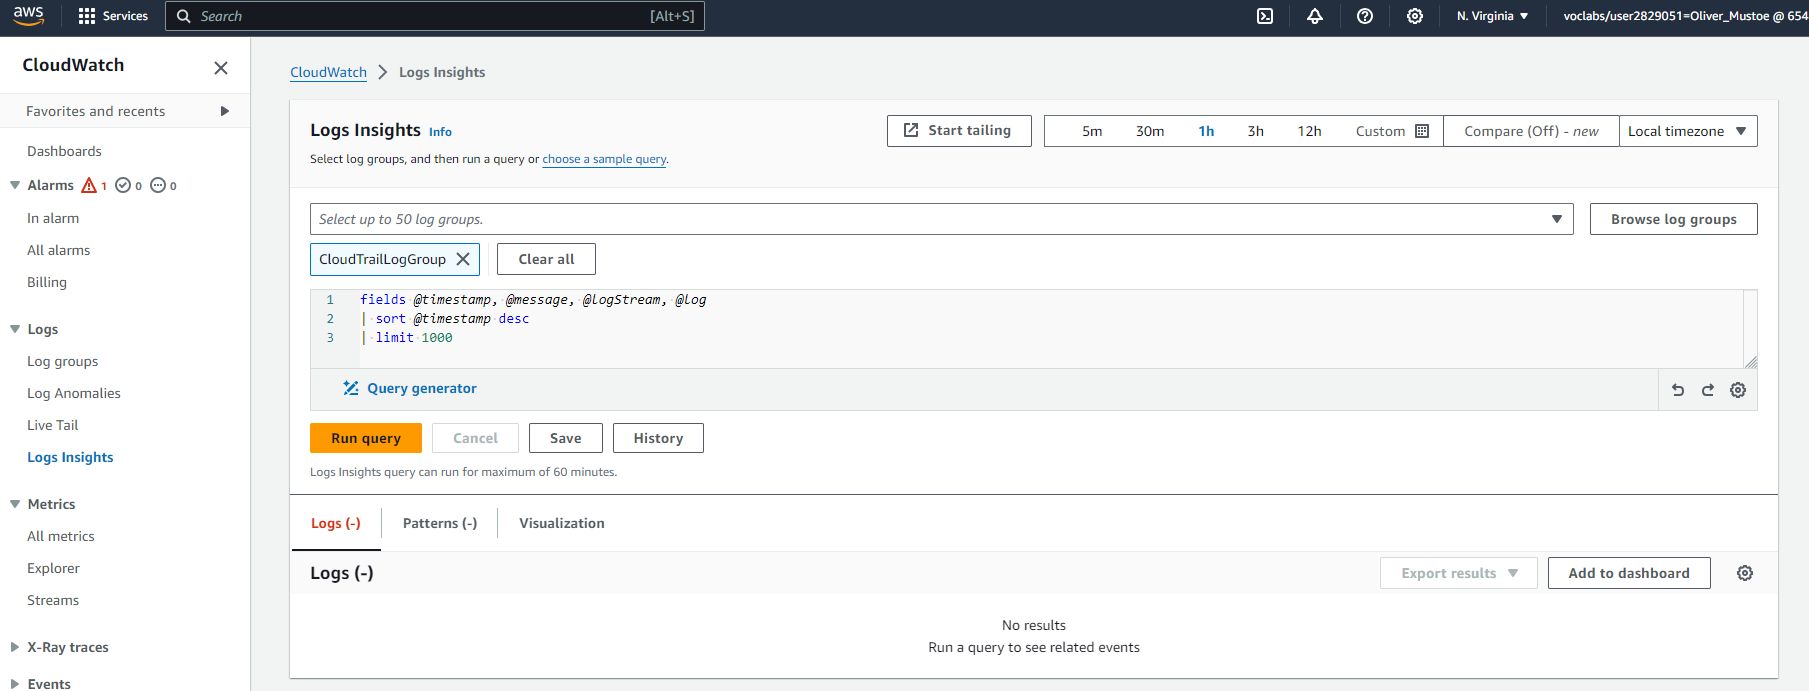 aws
Services
Search
[Alt+S]
N. Virginia
voclabs/user2829051=Oliver_Mustoe @ 654
CloudWatch
Favorites and recents
Dashboards
Alarms 1 0 0
In alarm
All alarms
Billing
Logs
Log groups
Log Anomalies
Live Tail
Logs Insights
Metrics
All metrics
Explorer
Streams
X-Ray traces
Events
CloudWatch > Logs Insights
Logs Insights Info
Select log groups, and then run a query or choose a sample query.
Start tailing
5m 30m 1h 3h 12h Custom
Compare (Off) - new
Local timezone
Select up to 50 log groups.
Browse log groups
CloudTrailLogGroup
Clear all
1 fields @timestamp, @message, @logStream, @log
2 | sort @timestamp desc
3 | limit 1000
Query generator
Run query
Cancel
Save
History
Logs Insights query can run for maximum of 60 minutes.
Logs (-)
Patterns (-)
Visualization
Logs (-)
Export results
Add to dashboard
No results
Run a query to see related events